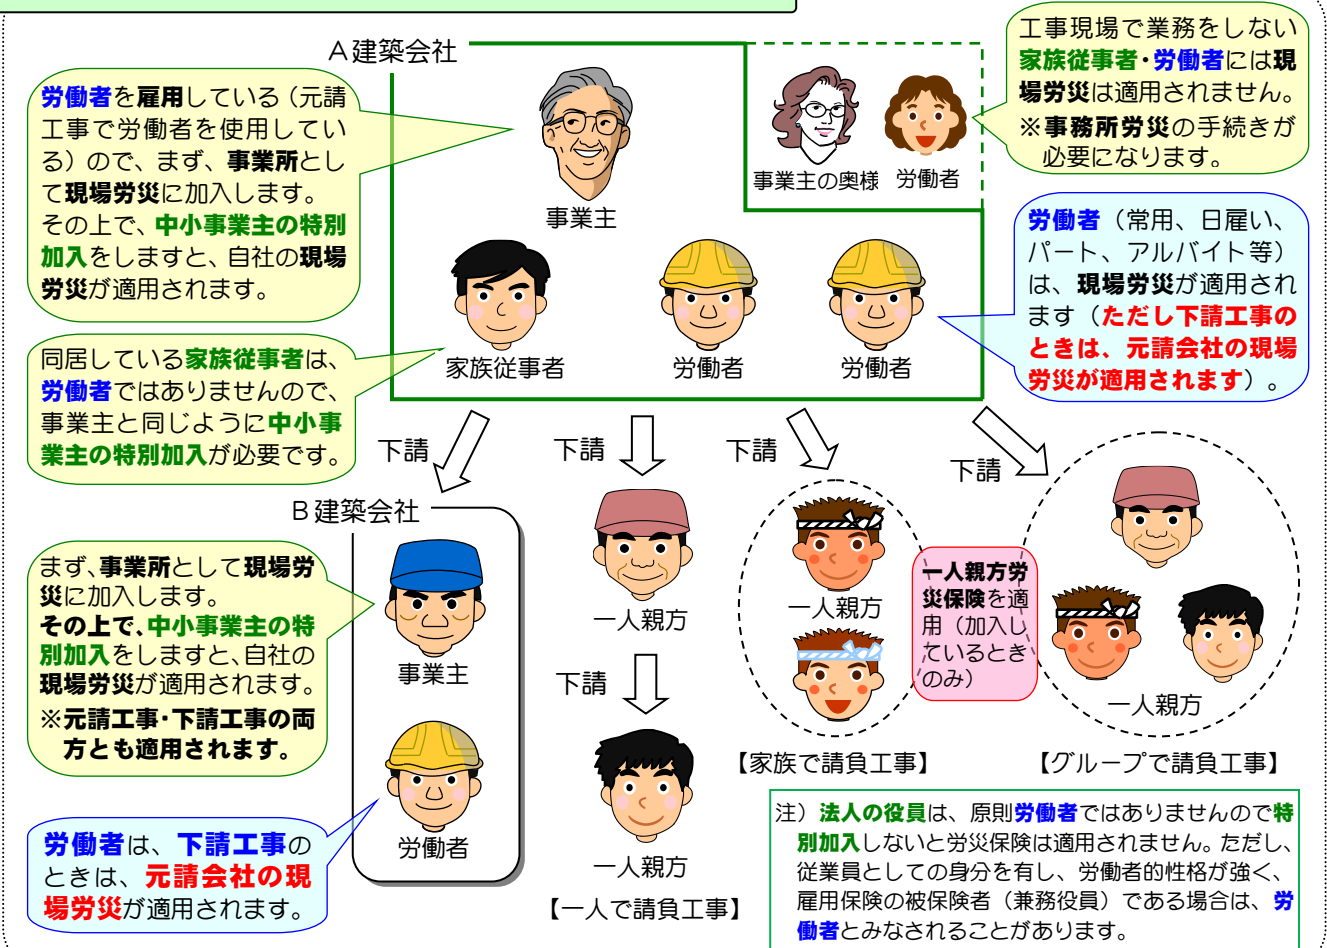 A建築会社
労働者を雇用している（元請
工事で労働者を使用してい
る）ので、まず、事業所とし
て現場労災に加入します。
その上で、中小事業主の特別
加入をしますと、自社の現場
労災が適用されます。
事業主
事業主の奥様
労働者
工事現場で業務をしない
家族従事者・労働者には現
場労災は適用されません。
※事務所労災の手続きが
必要になります。
労働者（常用、日雇い、
パート、アルバイト等）
は、現場労災が適用され
ます（ただし下請工事の
ときは、元請会社の現場
労災が適用されます）。
家族従事者
労働者
労働者
同居している家族従事者は、
労働者ではありませんので、
事業主と同じように中小事
業主の特別加入が必要です。
下請
下請
下請
下請
B建築会社
まず、事業所として現場労
災に加入します。
その上で、中小事業主の特
別加入をしますと、自社の
現場労災が適用されます。
※元請工事・下請工事の両
方とも適用されます。
事業主
労働者
労働者は、下請工事の
ときは、元請会社の現
場労災が適用されます。
一人親方
下請
一人親方
【一人で請負工事】
一人親方
【家族で請負工事】
一人親方労
災保険を適
用（加入し
ているとき
のみ）
一人親方
【グループで請負工事】
注）法人の役員は、原則労働者ではありませんので特
別加入しないと労災保険は適用されません。ただし、
従業員としての身分を有し、労働者的性格が強く、
雇用保険の被保険者（兼務役員）である場合は、労
働者とみなされることがあります。